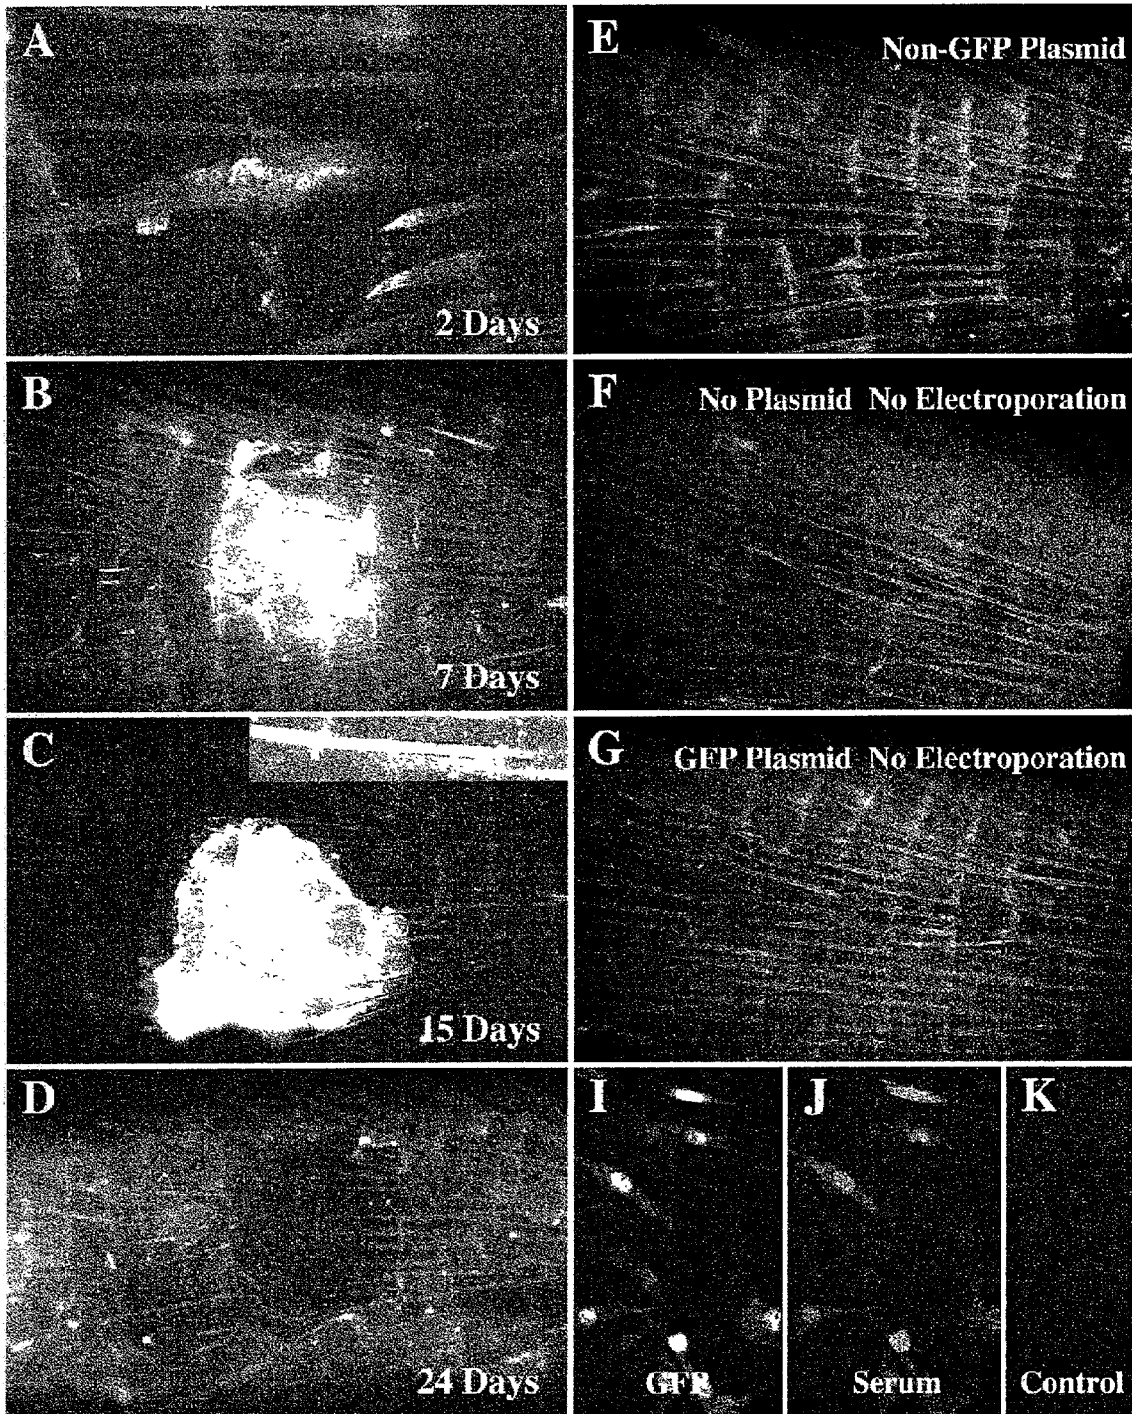 A
2 Days
B
7 Days
C
15 Days
D
24 Days
E
Non-GFP Plasmid
F
No Plasmid No Electroporation
G
GFP Plasmid No Electroporation
I
GFP
J
Serum
K
Control